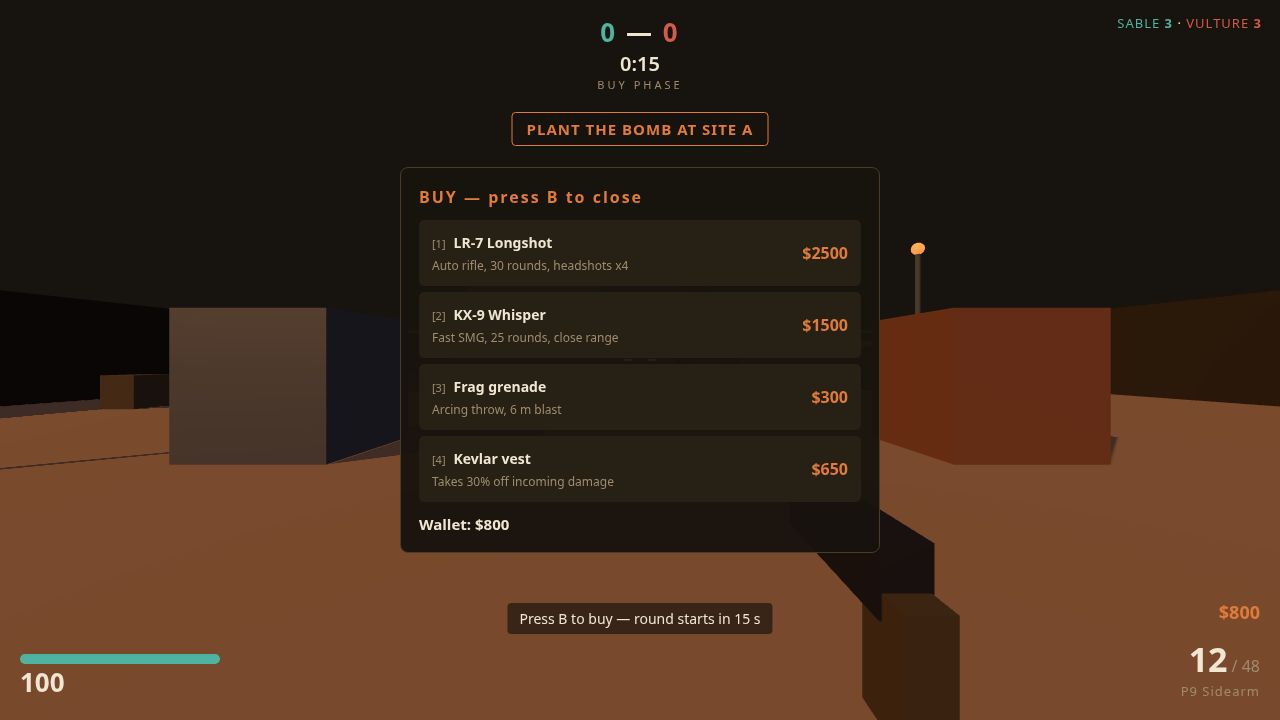 0 — 0
SABLE 3 · VULTURE 3
0:15
BUY PHASE
PLANT THE BOMB AT SITE A
BUY — press B to close
[1] LR-7 Longshot
Auto rifle, 30 rounds, headshots x4
$2500
[2] KX-9 Whisper
Fast SMG, 25 rounds, close range
$1500
[3] Frag grenade
Arcing throw, 6 m blast
$300
[4] Kevlar vest
Takes 30% off incoming damage
$650
Wallet: $800
Press B to buy — round starts in 15 s
100
$800
12 / 48
P9 Sidearm